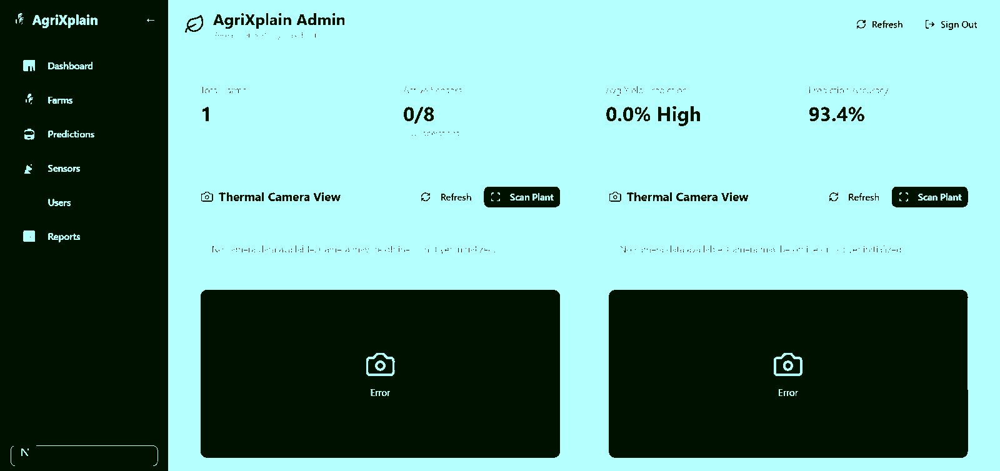 AgriXplain ←
Dashboard
Farms
Predictions
Sensors
Users
Reports
N
AgriXplain Admin
Refresh
Sign Out
Total Farms
1
Active Sensors
0/8
Avg Yield Prediction
0.0% High
Prediction Accuracy
93.4%
Thermal Camera View
Refresh
Scan Plant
No camera data available. Camera may be offline or not yet initialized.
Error
Thermal Camera View
Refresh
Scan Plant
No camera data available. Camera may be offline or not yet initialized.
Error